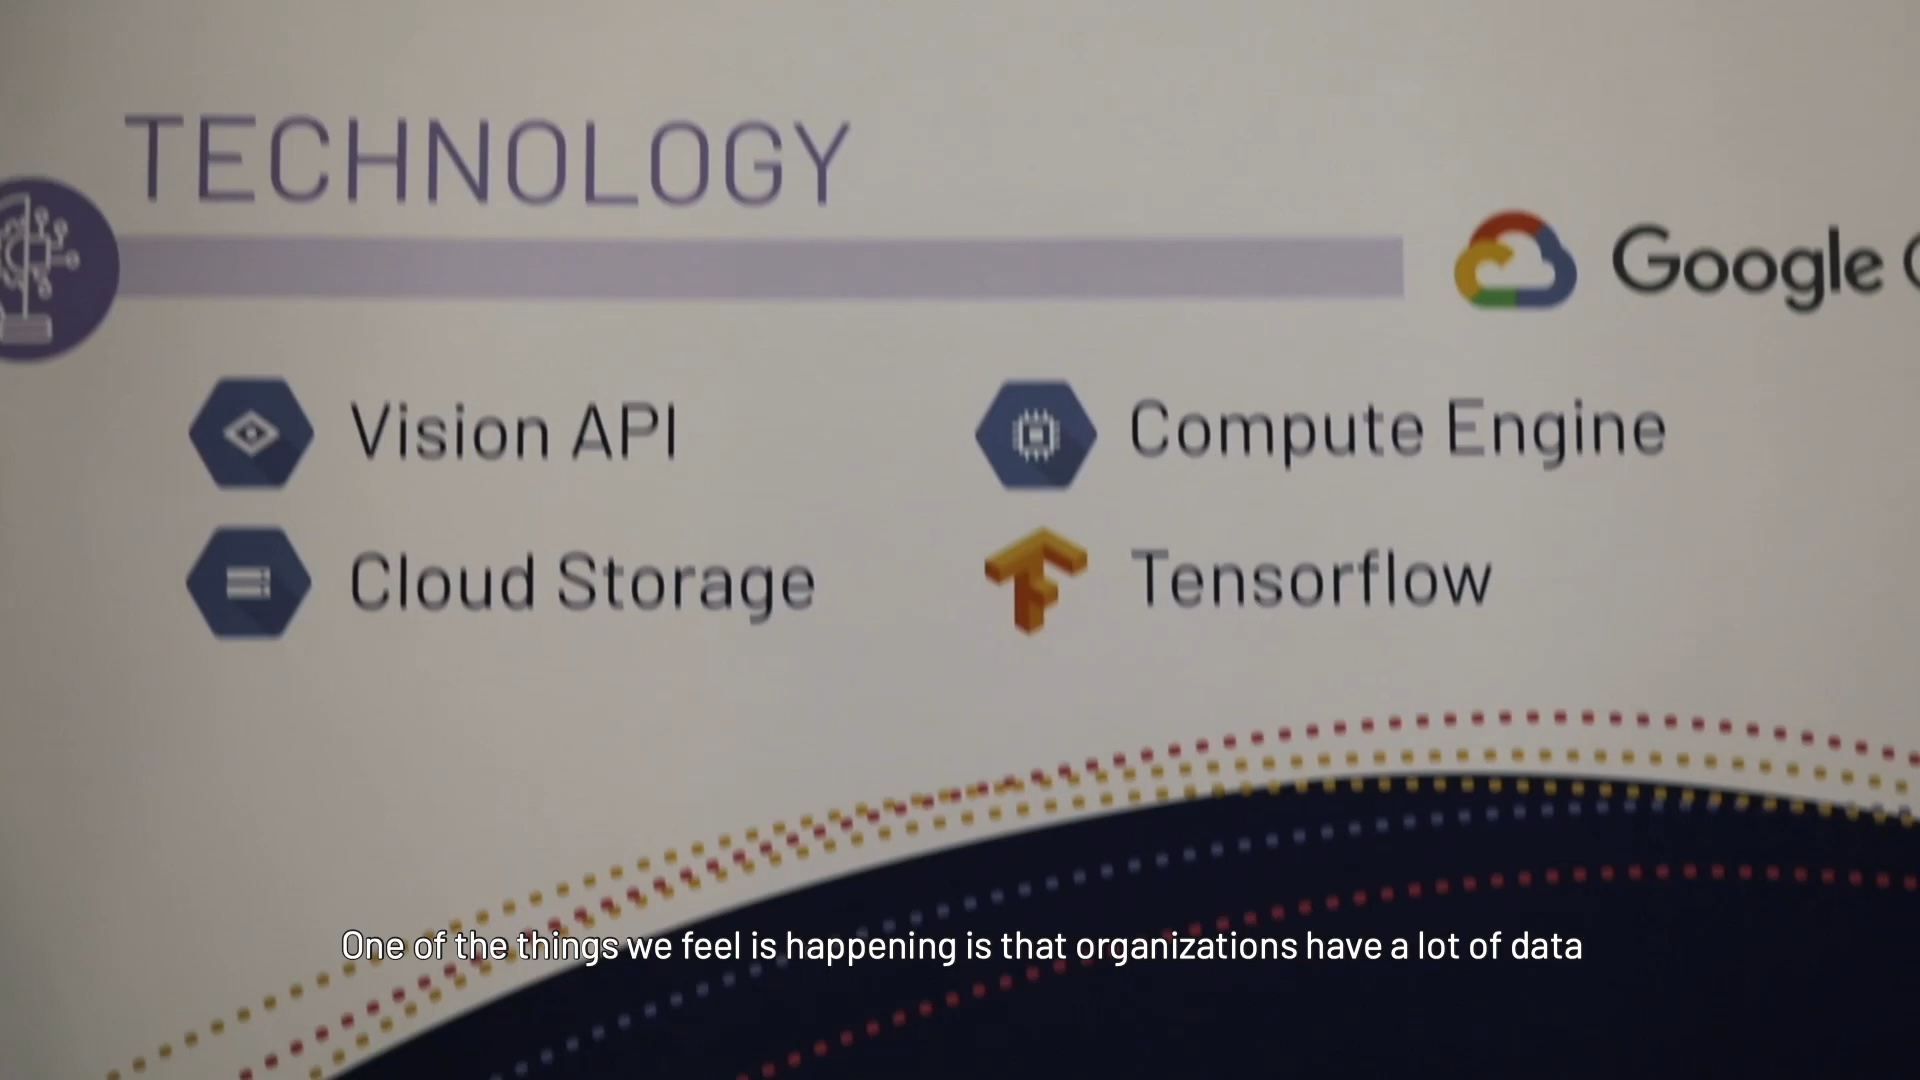 TECHNOLOGY
Google
Vision API
Compute Engine
Cloud Storage
Tensorflow
One of the things we feel is happening is that organizations have a lot of data